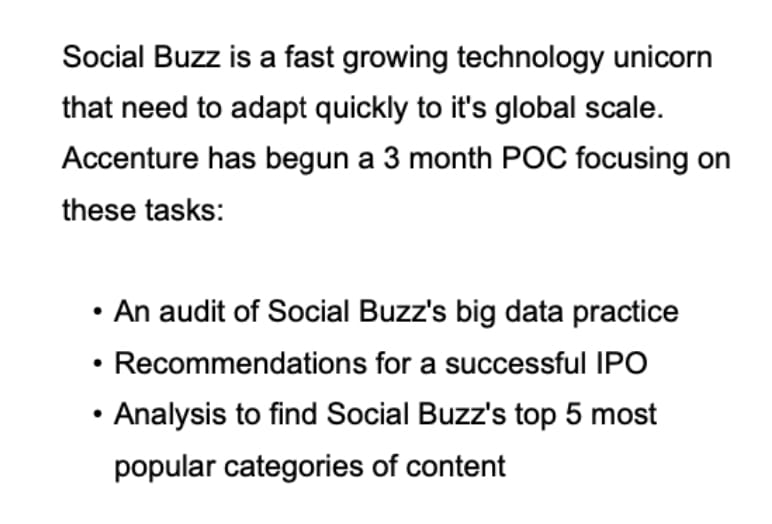 Social Buzz is a fast growing technology unicorn
that need to adapt quickly to it's global scale.
Accenture has begun a 3 month POC focusing on
these tasks:
• An audit of Social Buzz's big data practice
• Recommendations for a successful IPO
• Analysis to find Social Buzz's top 5 most
popular categories of content